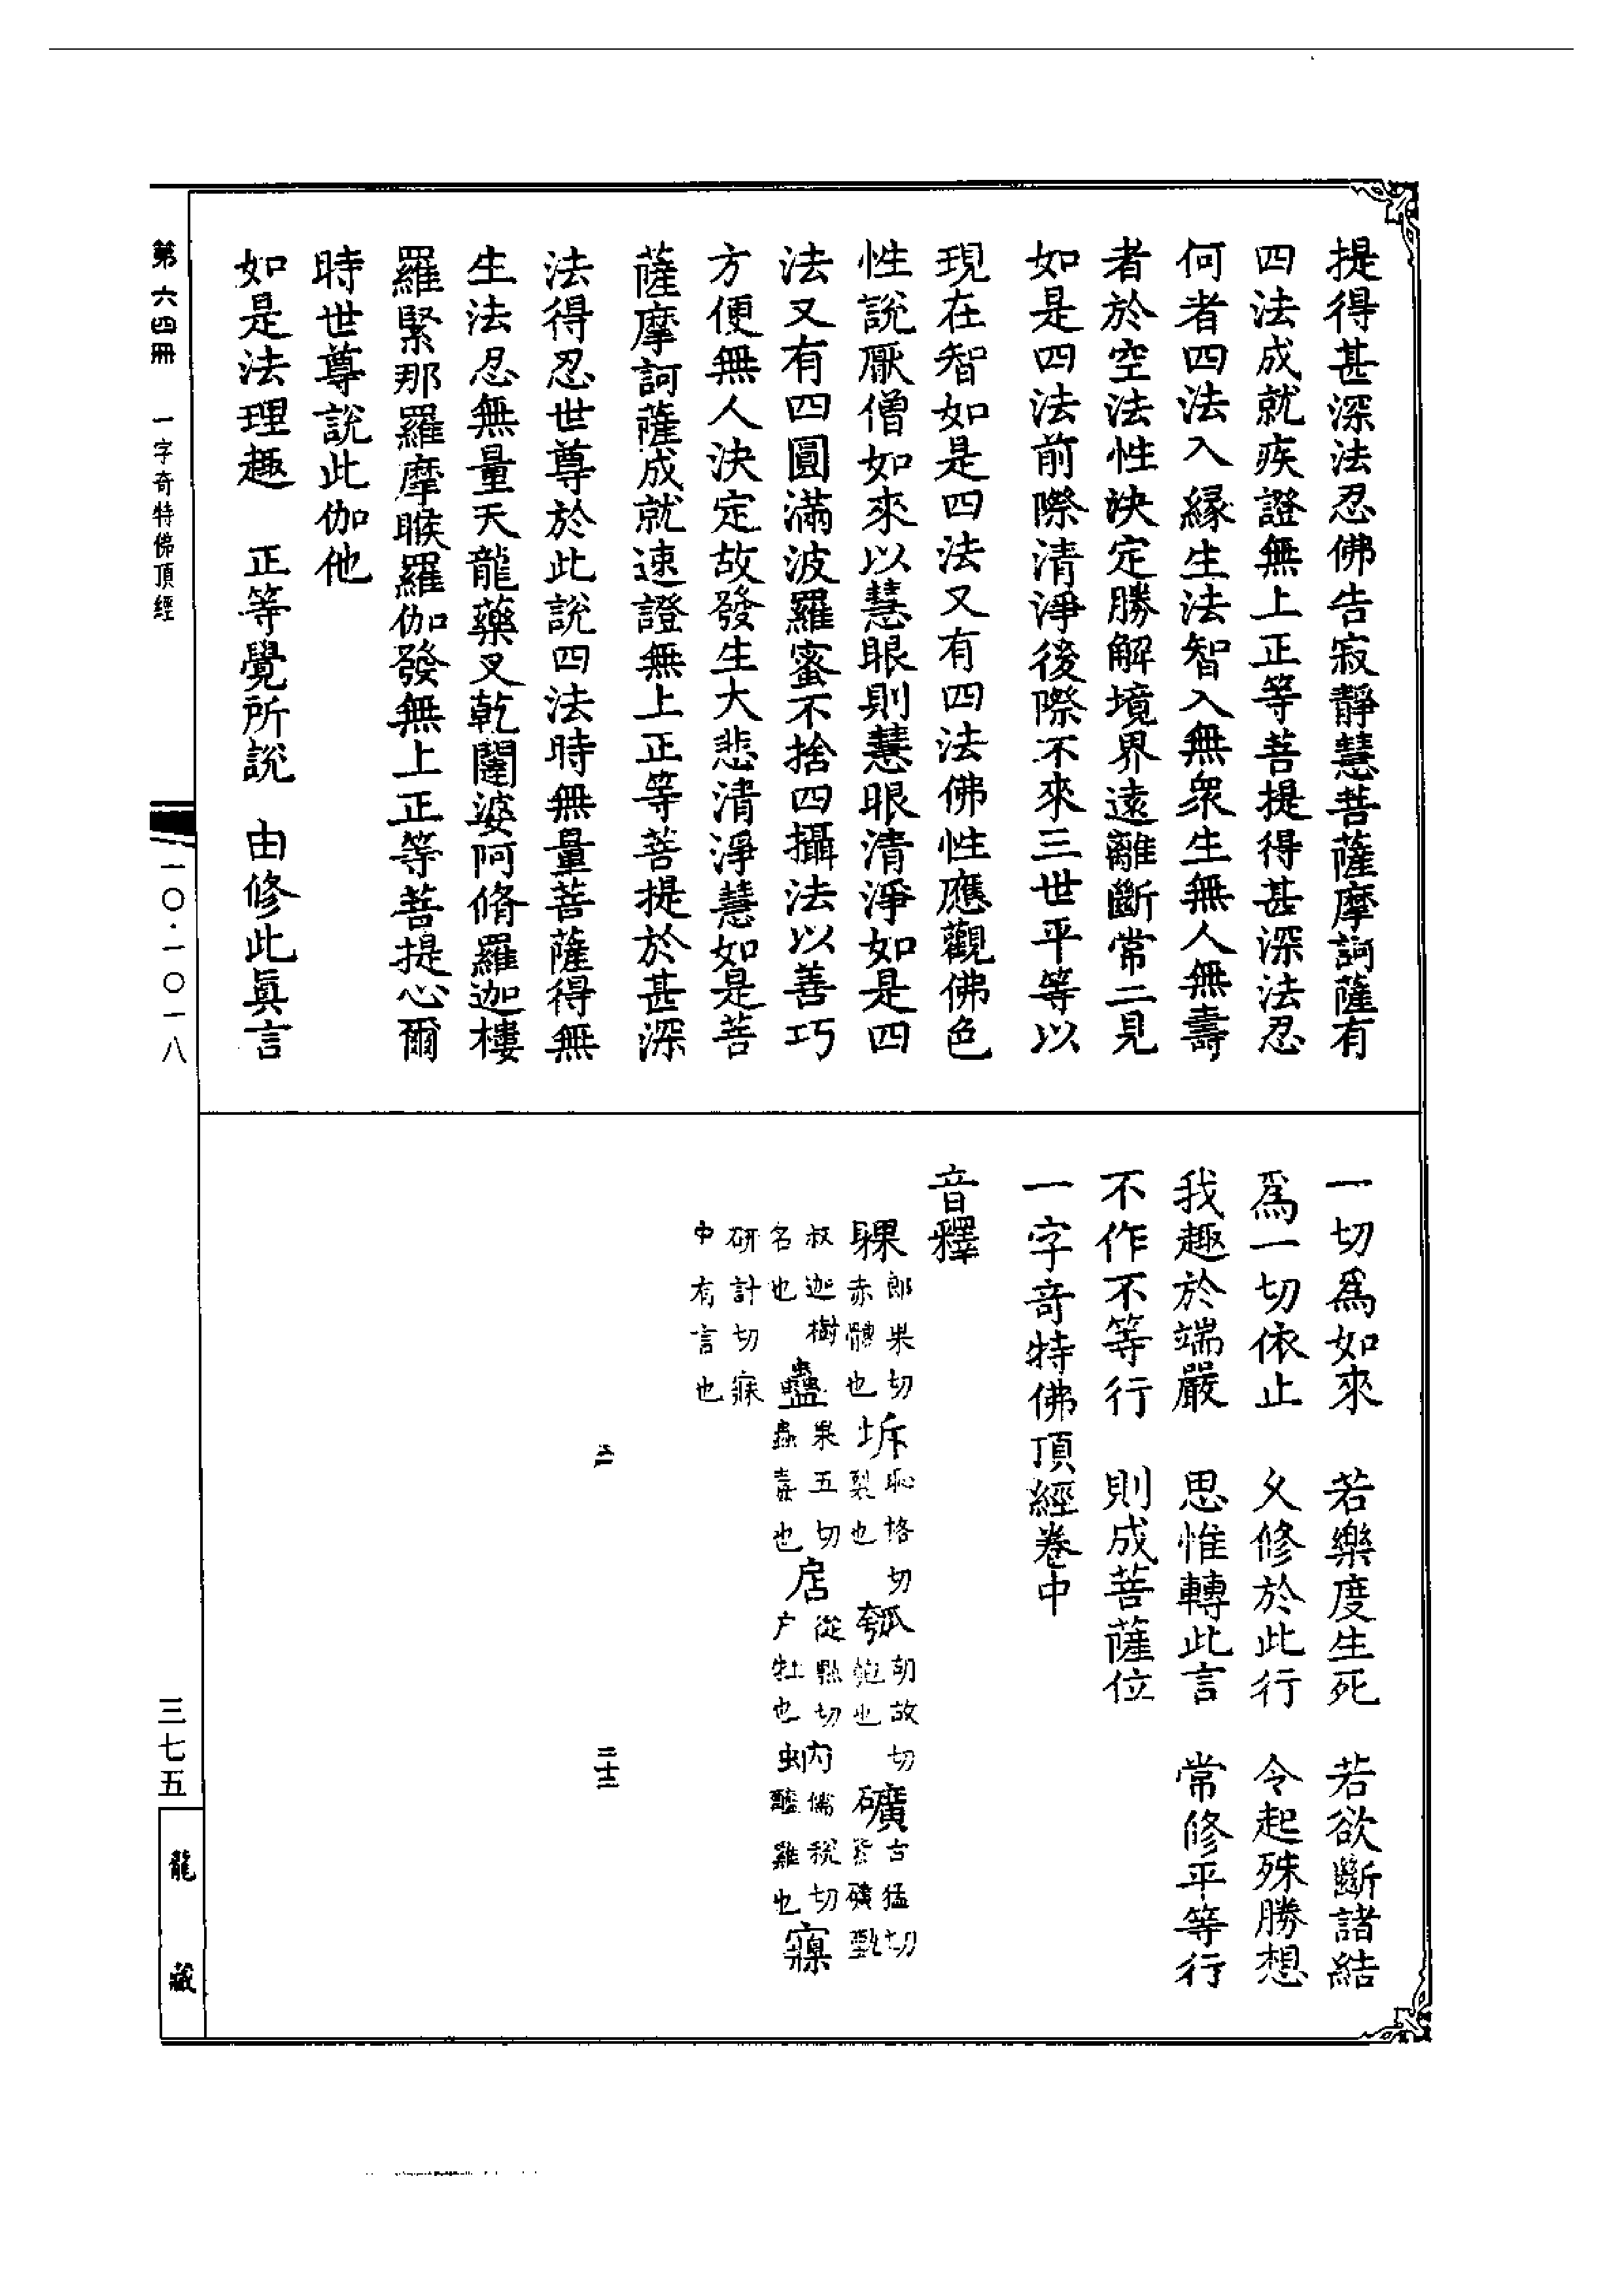 提得甚深法忍佛告寂靜慧菩薩摩訶薩有
四法成就疾證無上正等菩提得甚深法忍
何者四法入緣生法智入無衆生無人無壽
者於空法性決定勝解境界遠離斷常二見
如是四法前際清淨後際不來三世平等以
現在智如是四法又有四法佛性應觀佛色
性說厭僧如來以慧眼則慧眼清淨如是四
法又有四圓滿波羅蜜不捨四攝法以善巧
方便無人決定故發生大悲清淨慧如是菩
薩摩訶薩成就速證無上正等菩提於甚深
法得忍世尊於此說四法時無量菩薩得無
生法忍無量天龍藥叉乾闥婆阿脩羅迦樓
羅緊那羅摩睺羅伽發無上正等菩提心爾
時世尊說此伽他
如是法理趣　正等覺所說　由修此眞言
一切爲如來　若樂度生死　若欲斷諸結
爲一切依止　久修於此行　令起殊勝想
我趣於端嚴　思惟轉此言　常修平等行
不作不等行　則成菩薩位
一字奇特佛頂經卷中
音釋
躶郎果切赤體也 坼恥格切裂也 瓠胡故切匏也 礦古猛切
叔迦樹名也 蠱果五切蟲毒也 扂從點切戶牡也 蚋儒稅切醯雞也 寱
研計切寐中有言也
二
二十三
第六四冊　一字奇特佛頂經
一〇·一〇一八
三七五
龍藏